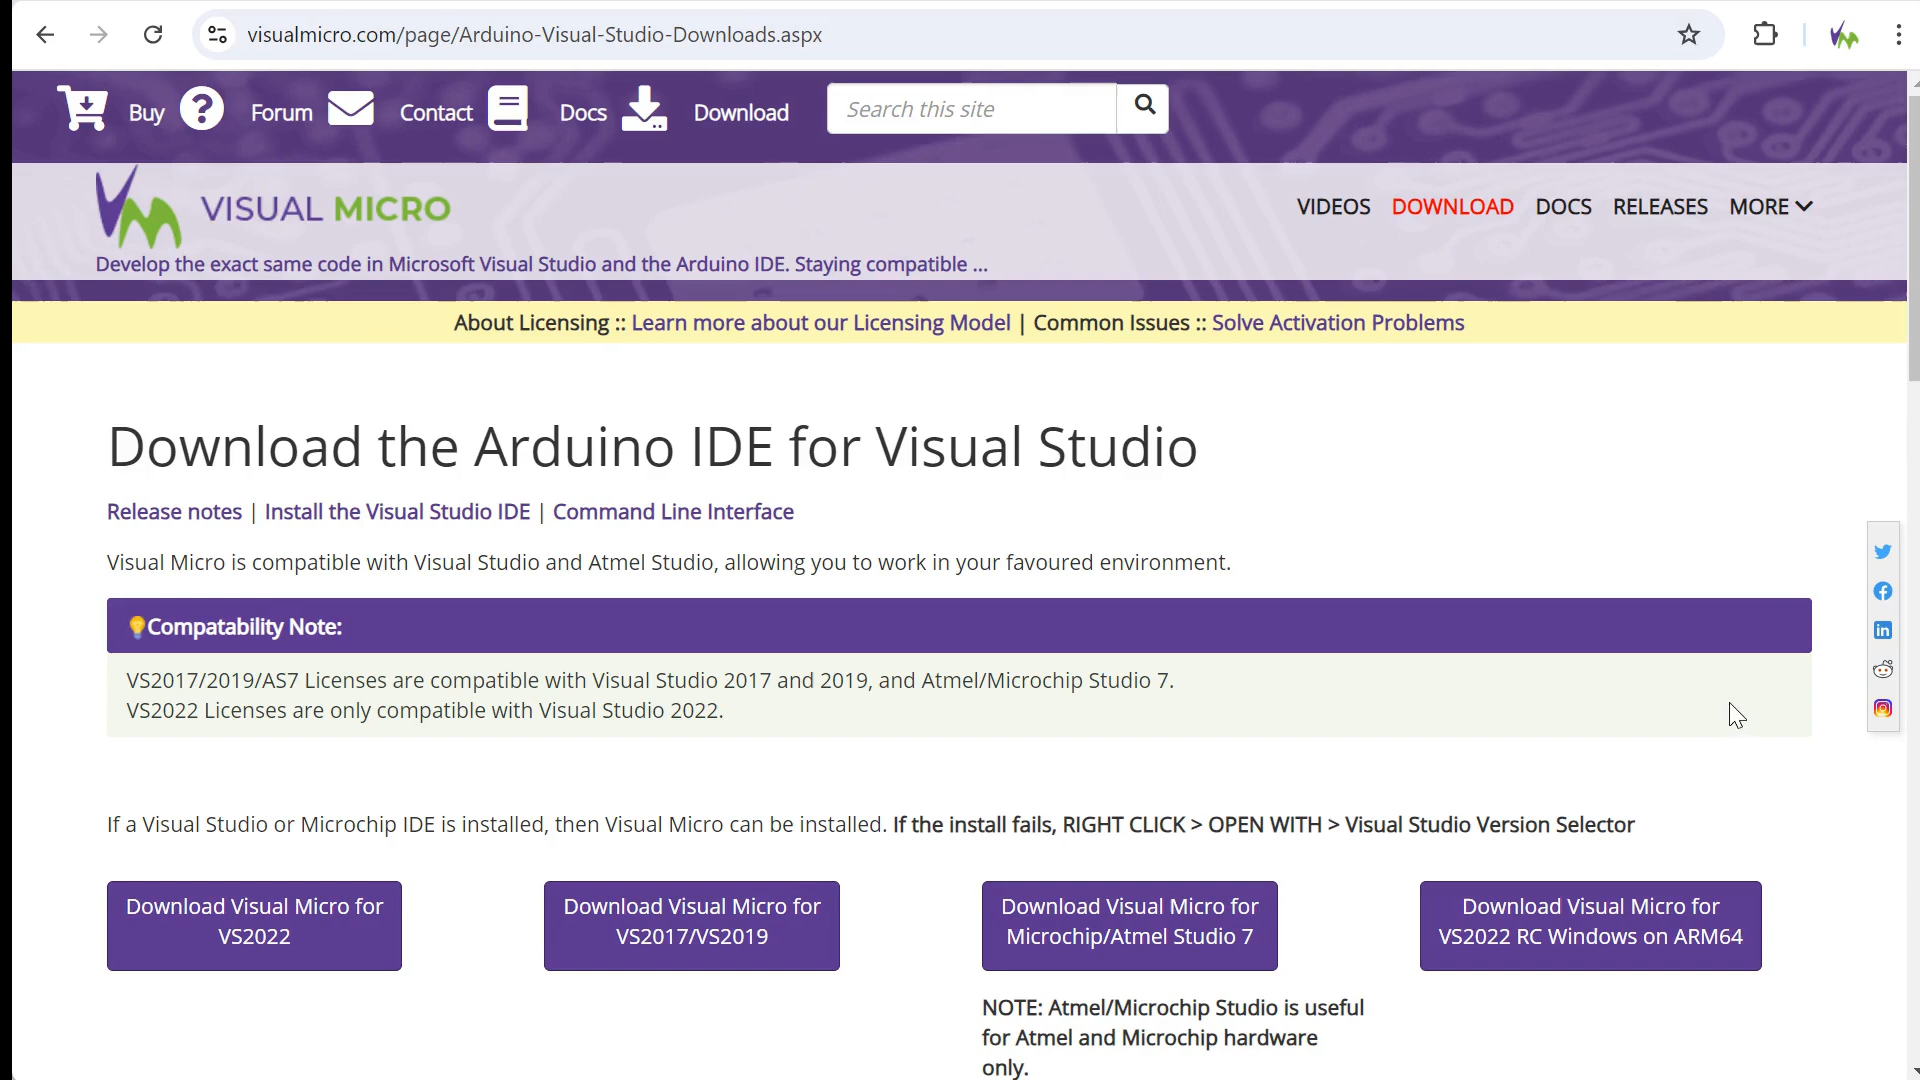 visualmicro.com/page/Arduino-Visual-Studio-Downloads.aspx
Buy Forum Contact Docs Download Search this site
VISUAL MICRO
VIDEOS DOWNLOAD DOCS RELEASES MORE
Develop the exact same code in Microsoft Visual Studio and the Arduino IDE. Staying compatible ...
About Licensing :: Learn more about our Licensing Model | Common Issues :: Solve Activation Problems
Download the Arduino IDE for Visual Studio
Release notes | Install the Visual Studio IDE | Command Line Interface
Visual Micro is compatible with Visual Studio and Atmel Studio, allowing you to work in your favoured environment.
Compatability Note:
VS2017/2019/AS7 Licenses are compatible with Visual Studio 2017 and 2019, and Atmel/Microchip Studio 7.
VS2022 Licenses are only compatible with Visual Studio 2022.
If a Visual Studio or Microchip IDE is installed, then Visual Micro can be installed. If the install fails, RIGHT CLICK > OPEN WITH > Visual Studio Version Selector
Download Visual Micro for
VS2022
Download Visual Micro for
VS2017/VS2019
Download Visual Micro for
Microchip/Atmel Studio 7
Download Visual Micro for
VS2022 RC Windows on ARM64
NOTE: Atmel/Microchip Studio is useful
for Atmel and Microchip hardware
only.